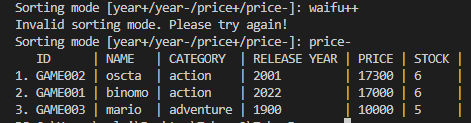 Sorting mode [year+/year-/price+/price-]: waifu++
Invalid sorting mode. Please try again!
Sorting mode [year+/year-/price+/price-]: price-
ID | NAME | CATEGORY | RELEASE YEAR | PRICE | STOCK |
1. GAME002 | oscta | action | 2001 | 17300 | 6 |
2. GAME001 | binomo | action | 2022 | 17000 | 6 |
3. GAME003 | mario | adventure | 1900 | 10000 | 5 |